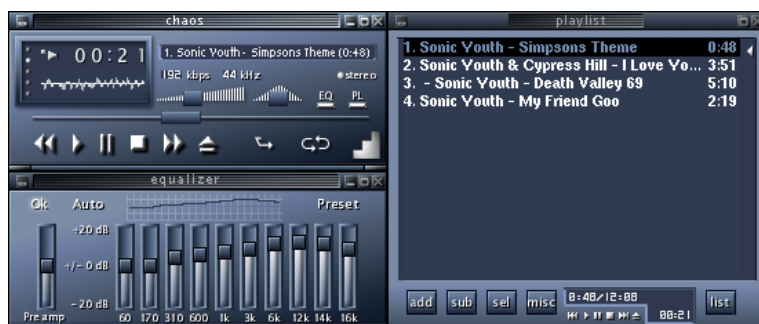 chaos
00:21
1. Sonic Youth - Simpsons Theme (0:48)
192 kbps 44 kHz stereo
EQ PL
equalizer
Ok Auto Preset
+20 dB
+/- 0 dB
-20 dB
Pre amp 60 170 310 600 1k 3k 6k 12k 14k 16k
playlist
1. Sonic Youth - Simpsons Theme 0:48
2. Sonic Youth & Cypress Hill - I Love Yo... 3:51
3. - Sonic Youth - Death Valley 69 5:10
4. Sonic Youth - My Friend Goo 2:19
add sub sel misc 0:48/12:08 list
00:21